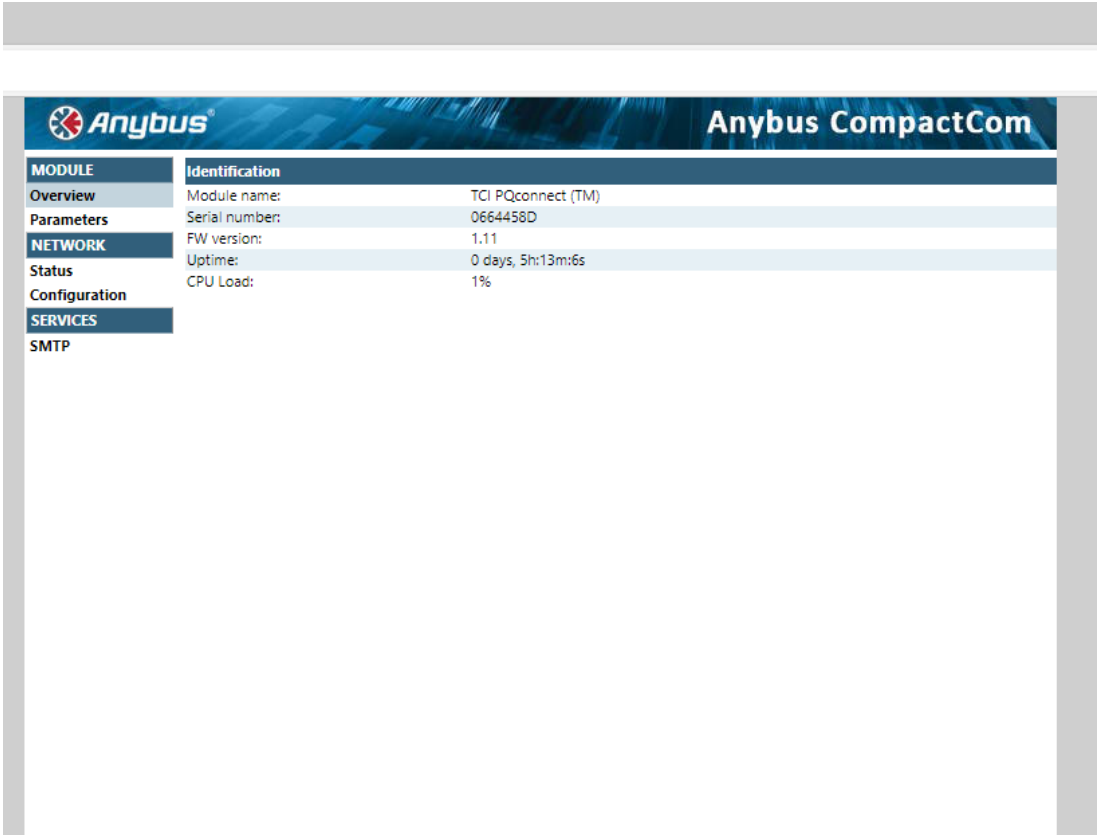 Anybus®
Anybus CompactCom
MODULE
Overview
Parameters
NETWORK
Status
Configuration
SERVICES
SMTP
Identification
Module name: TCI PQconnect (TM)
Serial number: 0664458D
FW version: 1.11
Uptime: 0 days, 5h:13m:6s
CPU Load: 1%